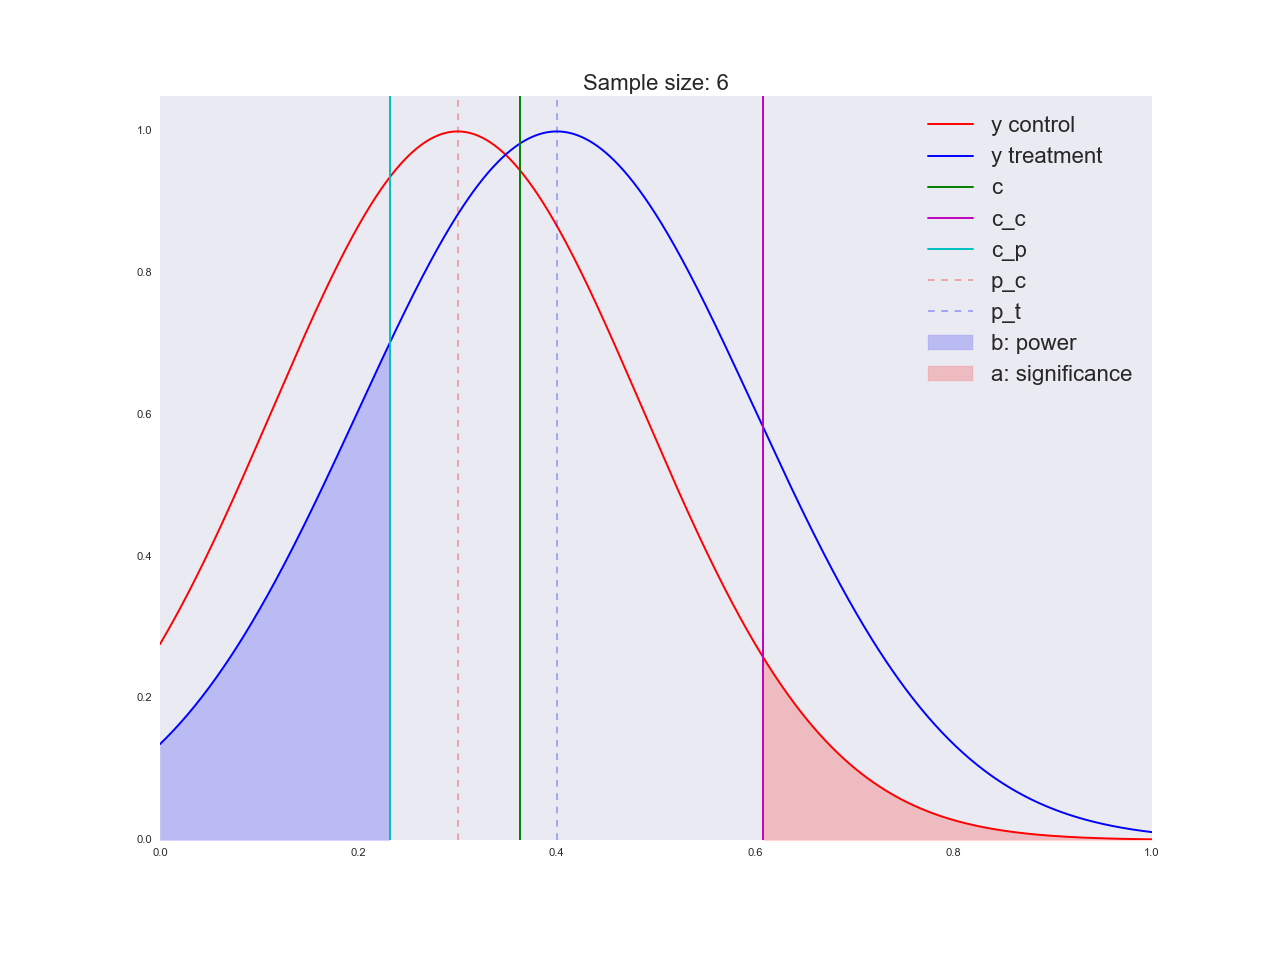 Sample size: 6
y control
y treatment
c
c_c
c_p
p_c
p_t
b: power
a: significance
1.0
0.8
0.6
0.4
0.2
0.0
0.0 0.2 0.4 0.6 0.8 1.0